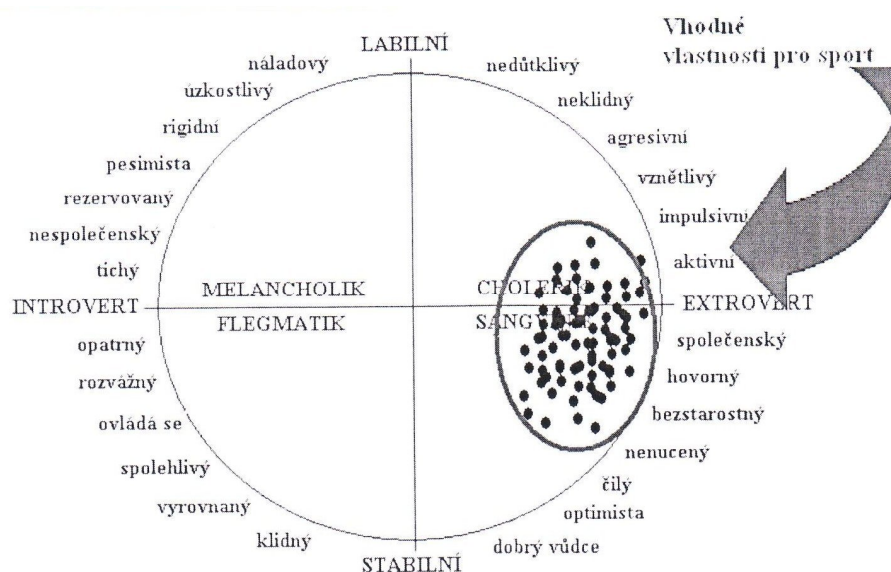 Vhodné
vlastnosti pro sport
LABILNÍ
náladový
úzkostlivý
rigidní
pesimista
rezervovaný
nespolečenský
tichý
nedůtklivý
neklidný
agresivní
vznětlivý
impulsivní
aktivní
MELANCHOLIK
CHOLERIK
INTROVERT
EXTROVERT
FLEGMATIK
opatrný
rozvážný
ovládá se
spolehlivý
vyrovnaný
klidný
společenský
hovorný
bezstarostný
nenucený
čilý
optimista
dobrý vůdce
STABILNÍ